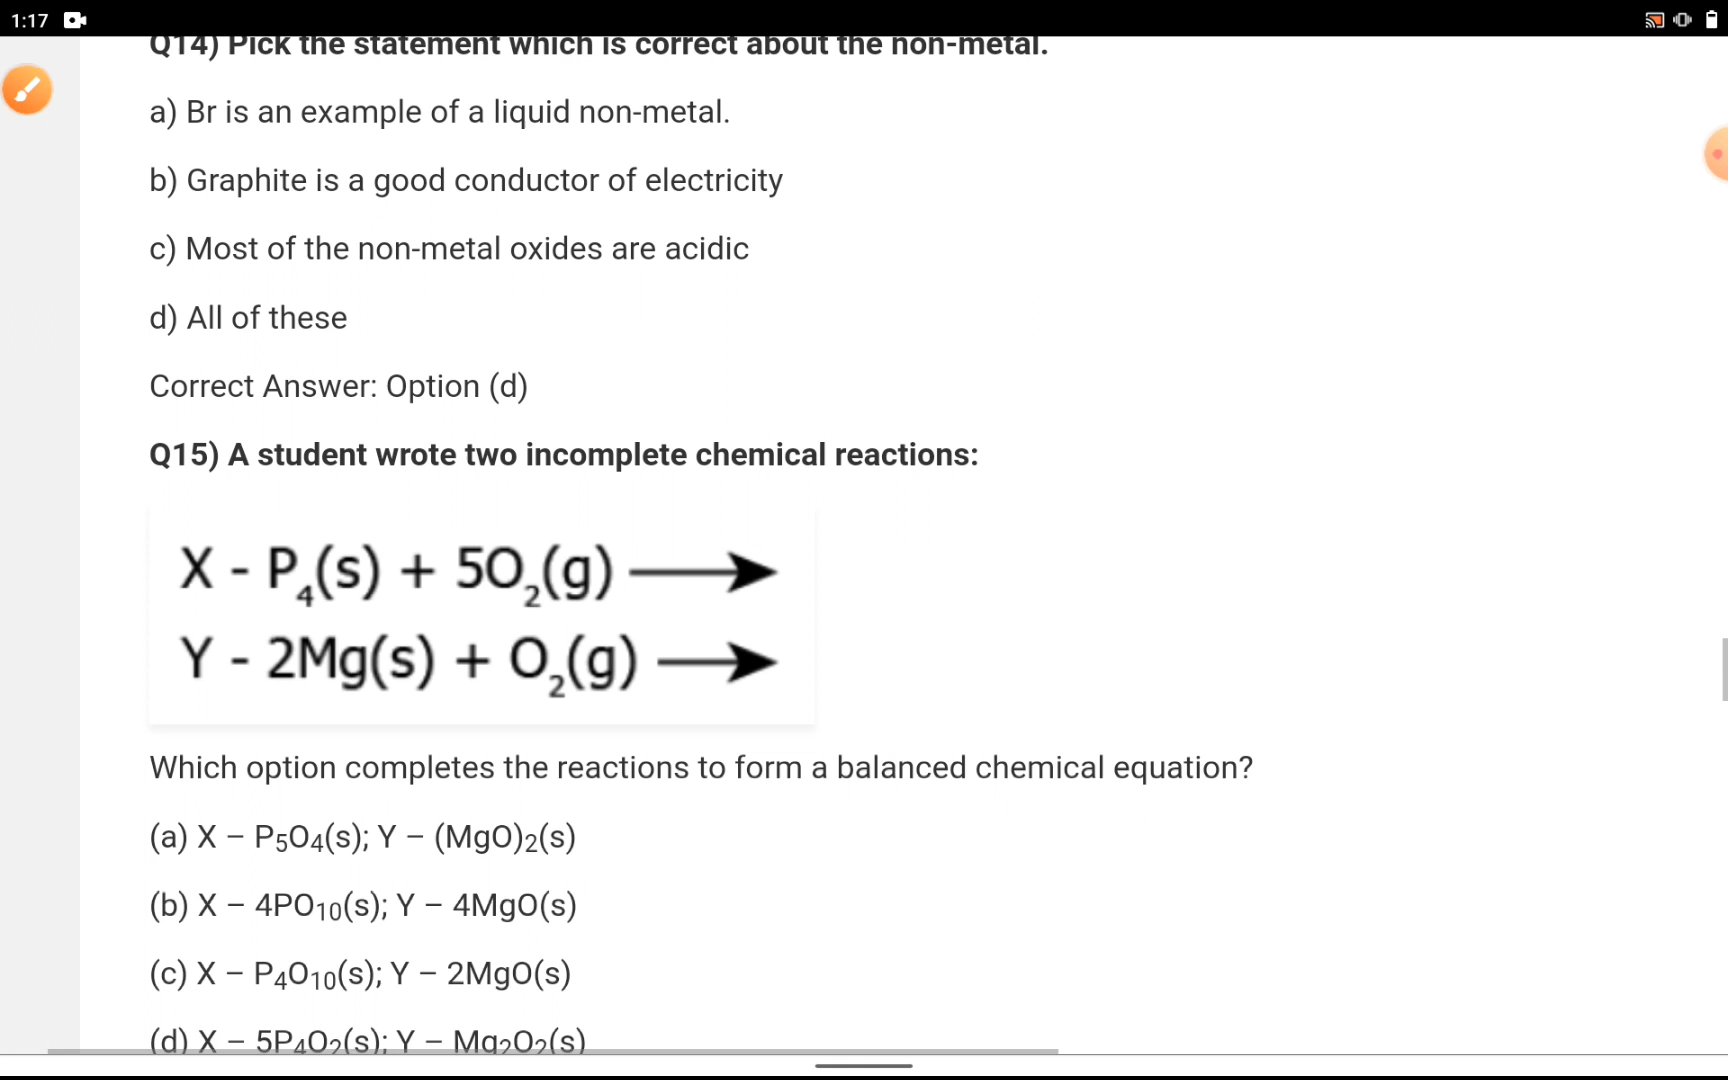 1:17
Q14) Pick the statement which is correct about the non-metal.
a) Br is an example of a liquid non-metal.
b) Graphite is a good conductor of electricity
c) Most of the non-metal oxides are acidic
d) All of these
Correct Answer: Option (d)
Q15) A student wrote two incomplete chemical reactions:
X - P₄(s) + 5O₂(g) ⟶
Y - 2Mg(s) + O₂(g) ⟶
Which option completes the reactions to form a balanced chemical equation?
(a) X – P₅O₄(s); Y – (MgO)₂(s)
(b) X – 4PO₁₀(s); Y – 4MgO(s)
(c) X – P₄O₁₀(s); Y – 2MgO(s)
(d) X – 5P₄O₂(s); Y – Mg₂O₂(s)